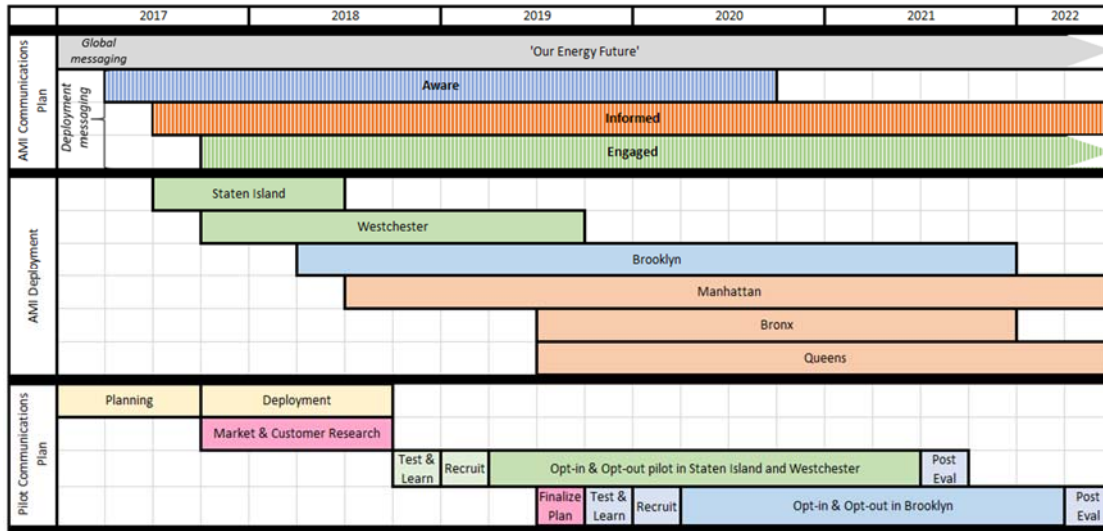 2017 2018 2019 2020 2021 2022
AMI Communications
Plan
Global
messaging
'Our Energy Future'
Deployment
messaging
Aware
Informed
Engaged
AMI Deployment
Staten Island
Westchester
Brooklyn
Manhattan
Bronx
Queens
Pilot Communications
Plan
Planning
Deployment
Market & Customer Research
Test &
Learn
Recruit
Opt-in & Opt-out pilot in Staten Island and Westchester
Post
Eval
Finalize
Plan
Test &
Learn
Recruit
Opt-in & Opt-out in Brooklyn
Post
Eval